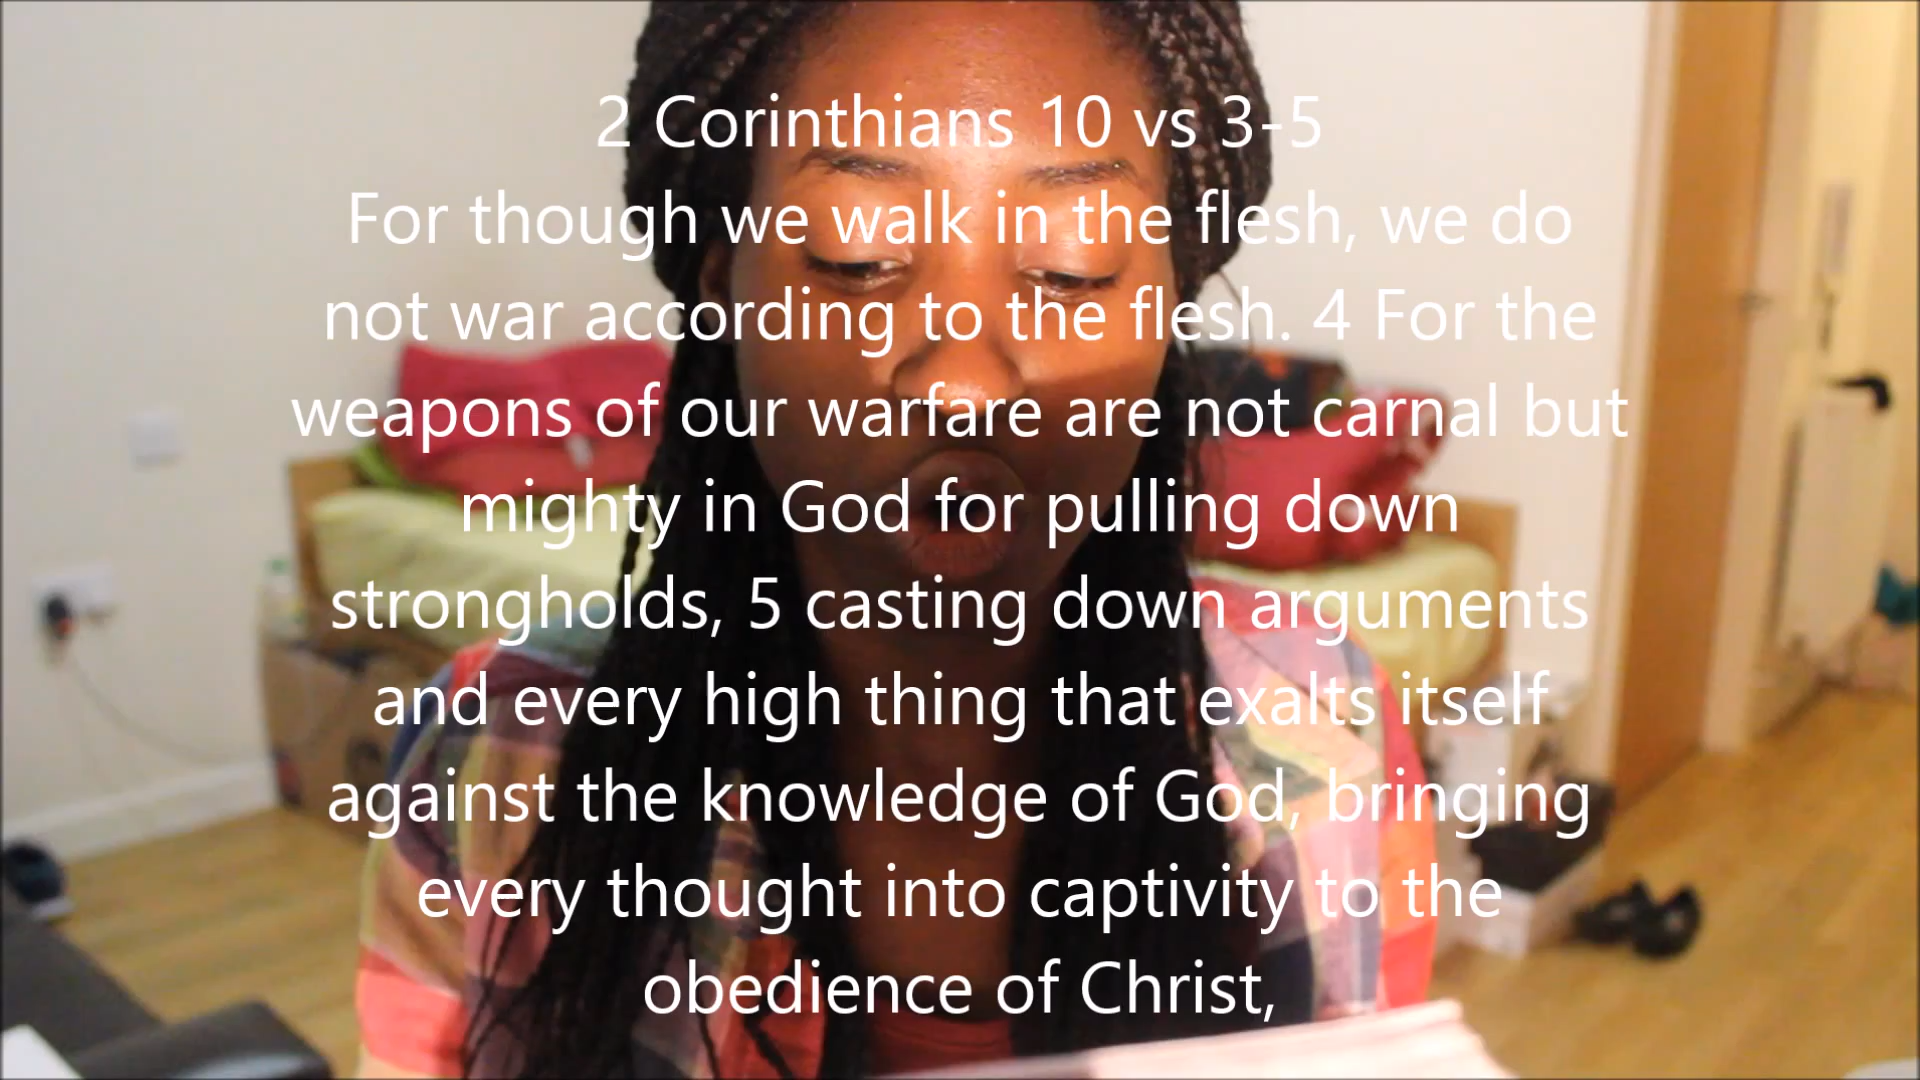 2 Corinthians 10 vs 3-5
For though we walk in the flesh, we do
not war according to the flesh. 4 For the
weapons of our warfare are not carnal but
mighty in God for pulling down
strongholds, 5 casting down arguments
and every high thing that exalts itself
against the knowledge of God, bringing
every thought into captivity to the
obedience of Christ,